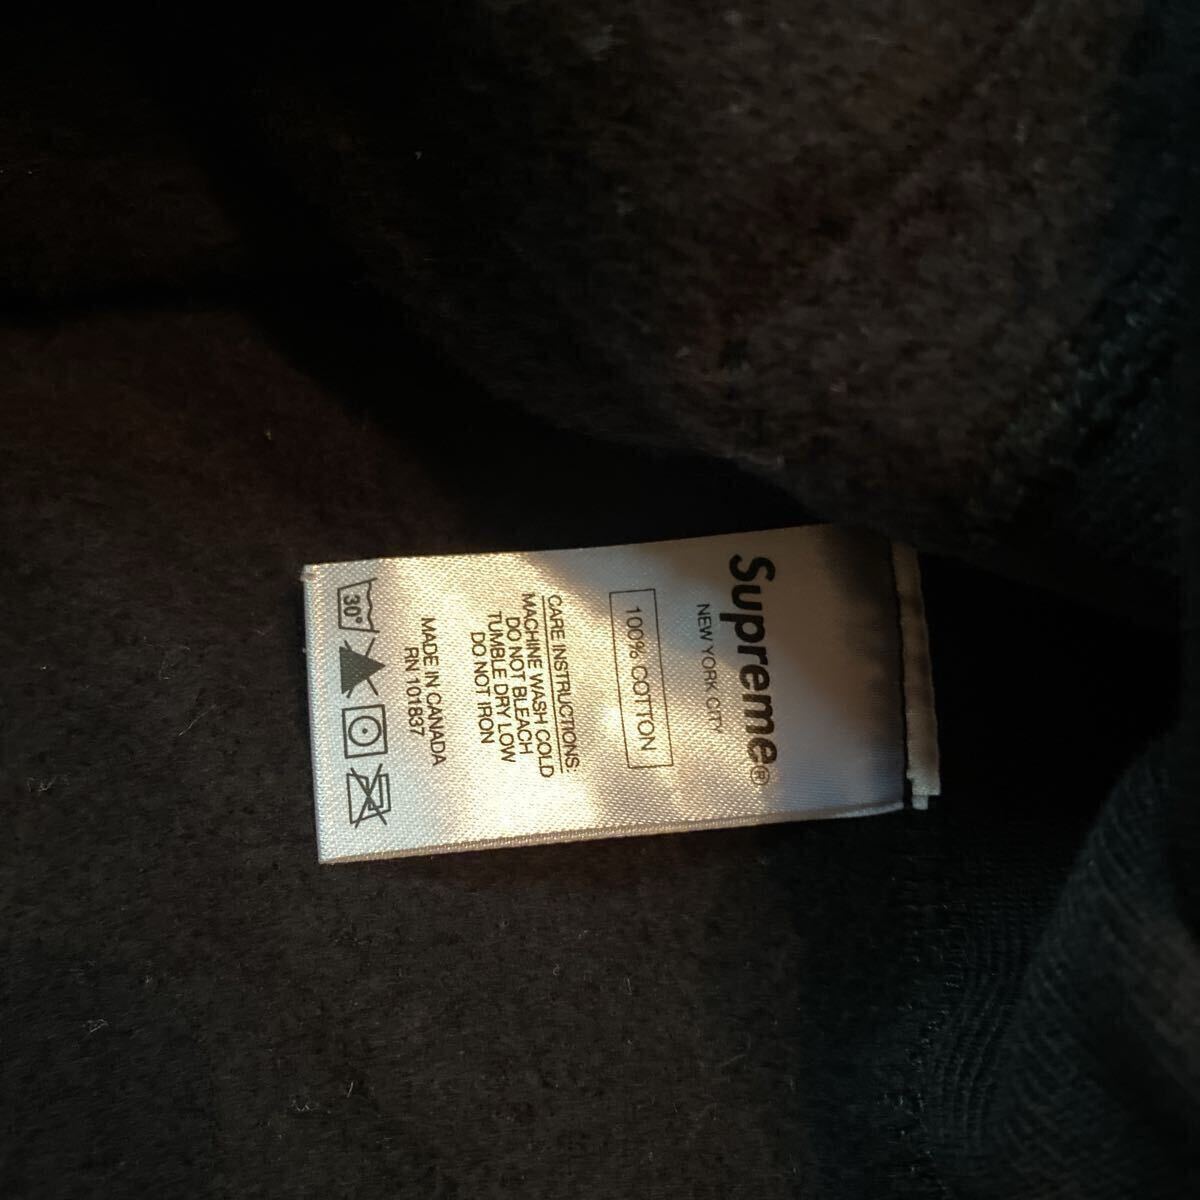 Supreme®
NEW YORK CITY
100% COTTON
CARE INSTRUCTIONS:
MACHINE WASH COLD
DO NOT BLEACH
TUMBLE DRY LOW
DO NOT IRON
MADE IN CANADA
RN 101837
30°